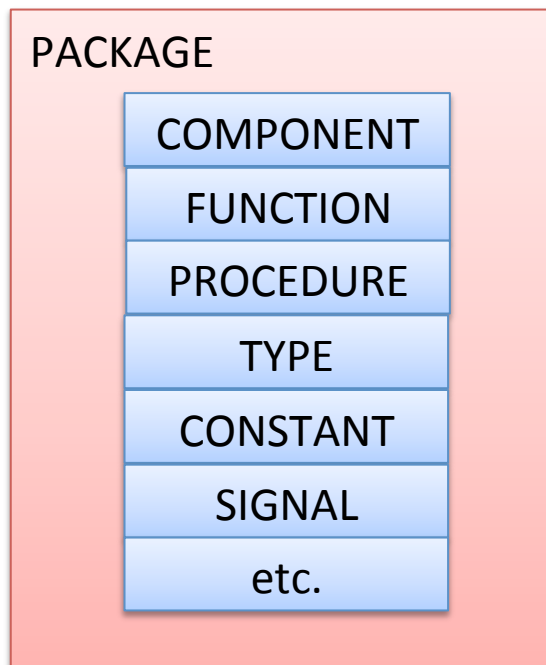 PACKAGE
COMPONENT
FUNCTION
PROCEDURE
TYPE
CONSTANT
SIGNAL
etc.